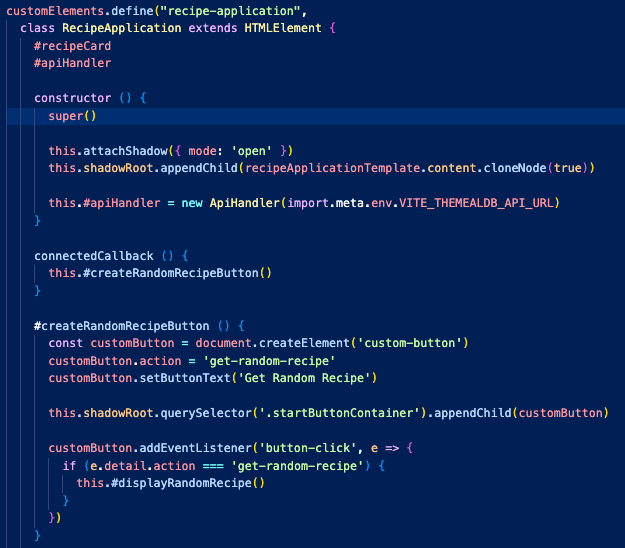 customElements.define("recipe-application",
  class RecipeApplication extends HTMLElement {
    #recipeCard
    #apiHandler

    constructor () {
      super()

      this.attachShadow({ mode: 'open' })
      this.shadowRoot.appendChild(recipeApplicationTemplate.content.cloneNode(true))

      this.#apiHandler = new ApiHandler(import.meta.env.VITE_THEMEALDB_API_URL)
    }

    connectedCallback () {
      this.#createRandomRecipeButton()
    }

    #createRandomRecipeButton () {
      const customButton = document.createElement('custom-button')
      customButton.action = 'get-random-recipe'
      customButton.setButtonText('Get Random Recipe')

      this.shadowRoot.querySelector('.startButtonContainer').appendChild(customButton)

      customButton.addEventListener('button-click', e => {
        if (e.detail.action === 'get-random-recipe') {
          this.#displayRandomRecipe()
        }
      })
    }